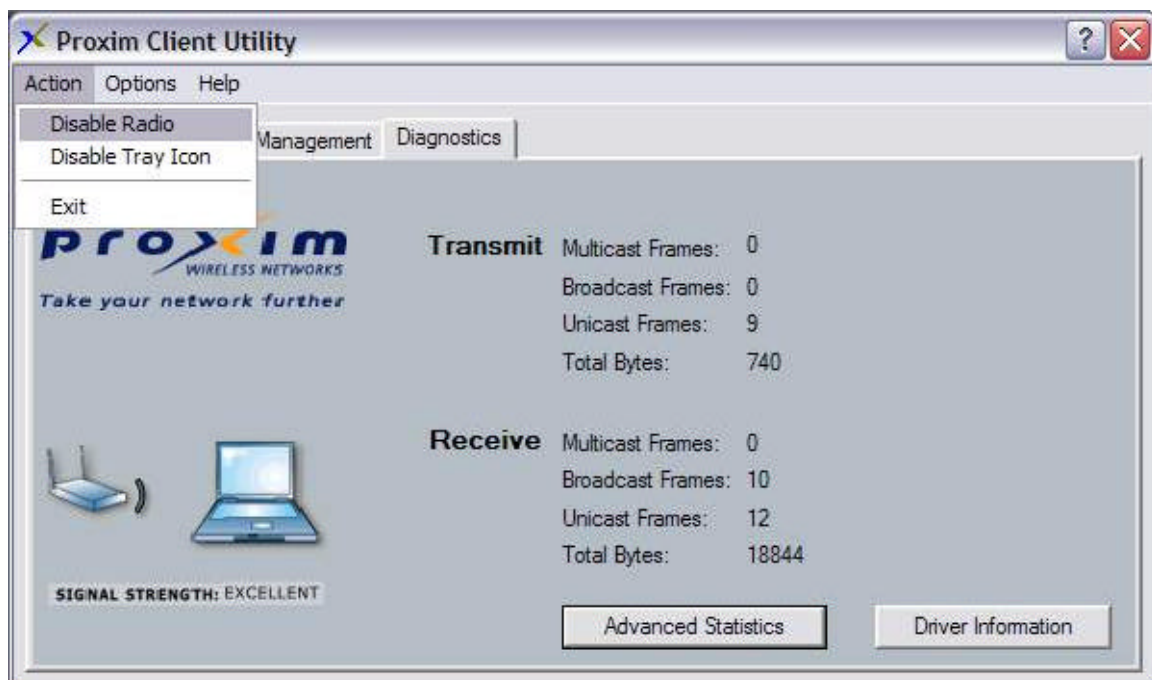 Proxim Client Utility
Action Options Help
Disable Radio
Disable Tray Icon
Exit
Management Diagnostics
proxim
WIRELESS NETWORKS
Take your network further
Transmit
Multicast Frames: 0
Broadcast Frames: 0
Unicast Frames: 9
Total Bytes: 740
Receive
Multicast Frames: 0
Broadcast Frames: 10
Unicast Frames: 12
Total Bytes: 18844
SIGNAL STRENGTH: EXCELLENT
Advanced Statistics Driver Information